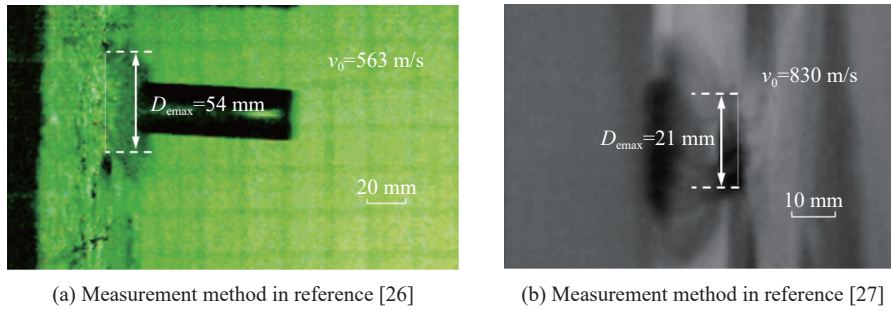 v₀=563 m/s
Dₑₘₐₓ=54 mm
20 mm
(a) Measurement method in reference [26]
v₀=830 m/s
Dₑₘₐₓ=21 mm
10 mm
(b) Measurement method in reference [27]